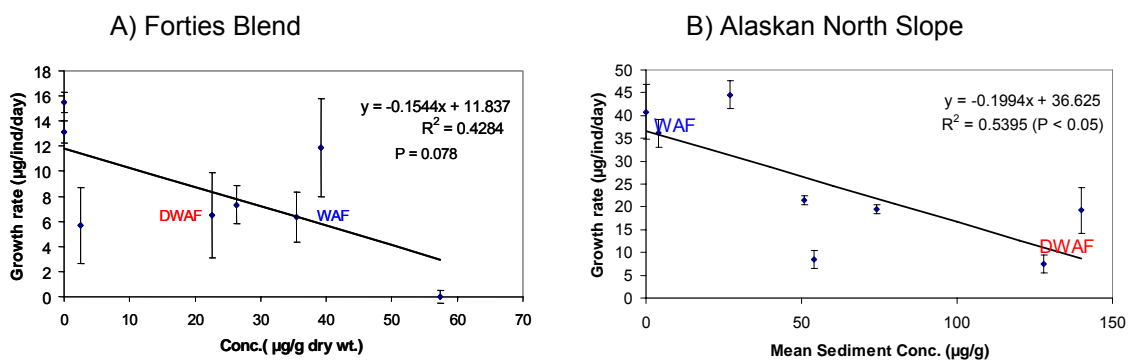 A) Forties Blend
Growth rate (µg/ind/day)
18
16
14
12
10
8
6
4
2
0
y = -0.1544x + 11.837
R² = 0.4284
P = 0.078
DWAF
WAF
0 10 20 30 40 50 60 70
Conc.( µg/g dry wt.)
B) Alaskan North Slope
Growth rate (µg/ind/day)
50
45
40
35
30
25
20
15
10
5
0
y = -0.1994x + 36.625
R² = 0.5395 (P < 0.05)
WAF
DWAF
0 50 100 150
Mean Sediment Conc. (µg/g)